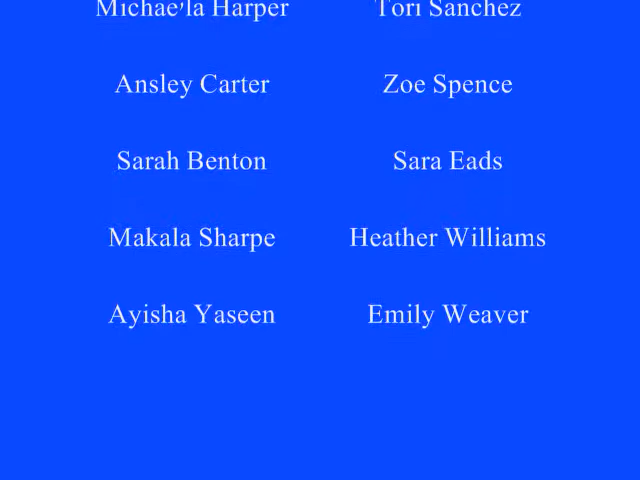 Michae'la Harper Tori Sanchez
Ansley Carter Zoe Spence
Sarah Benton Sara Eads
Makala Sharpe Heather Williams
Ayisha Yaseen Emily Weaver